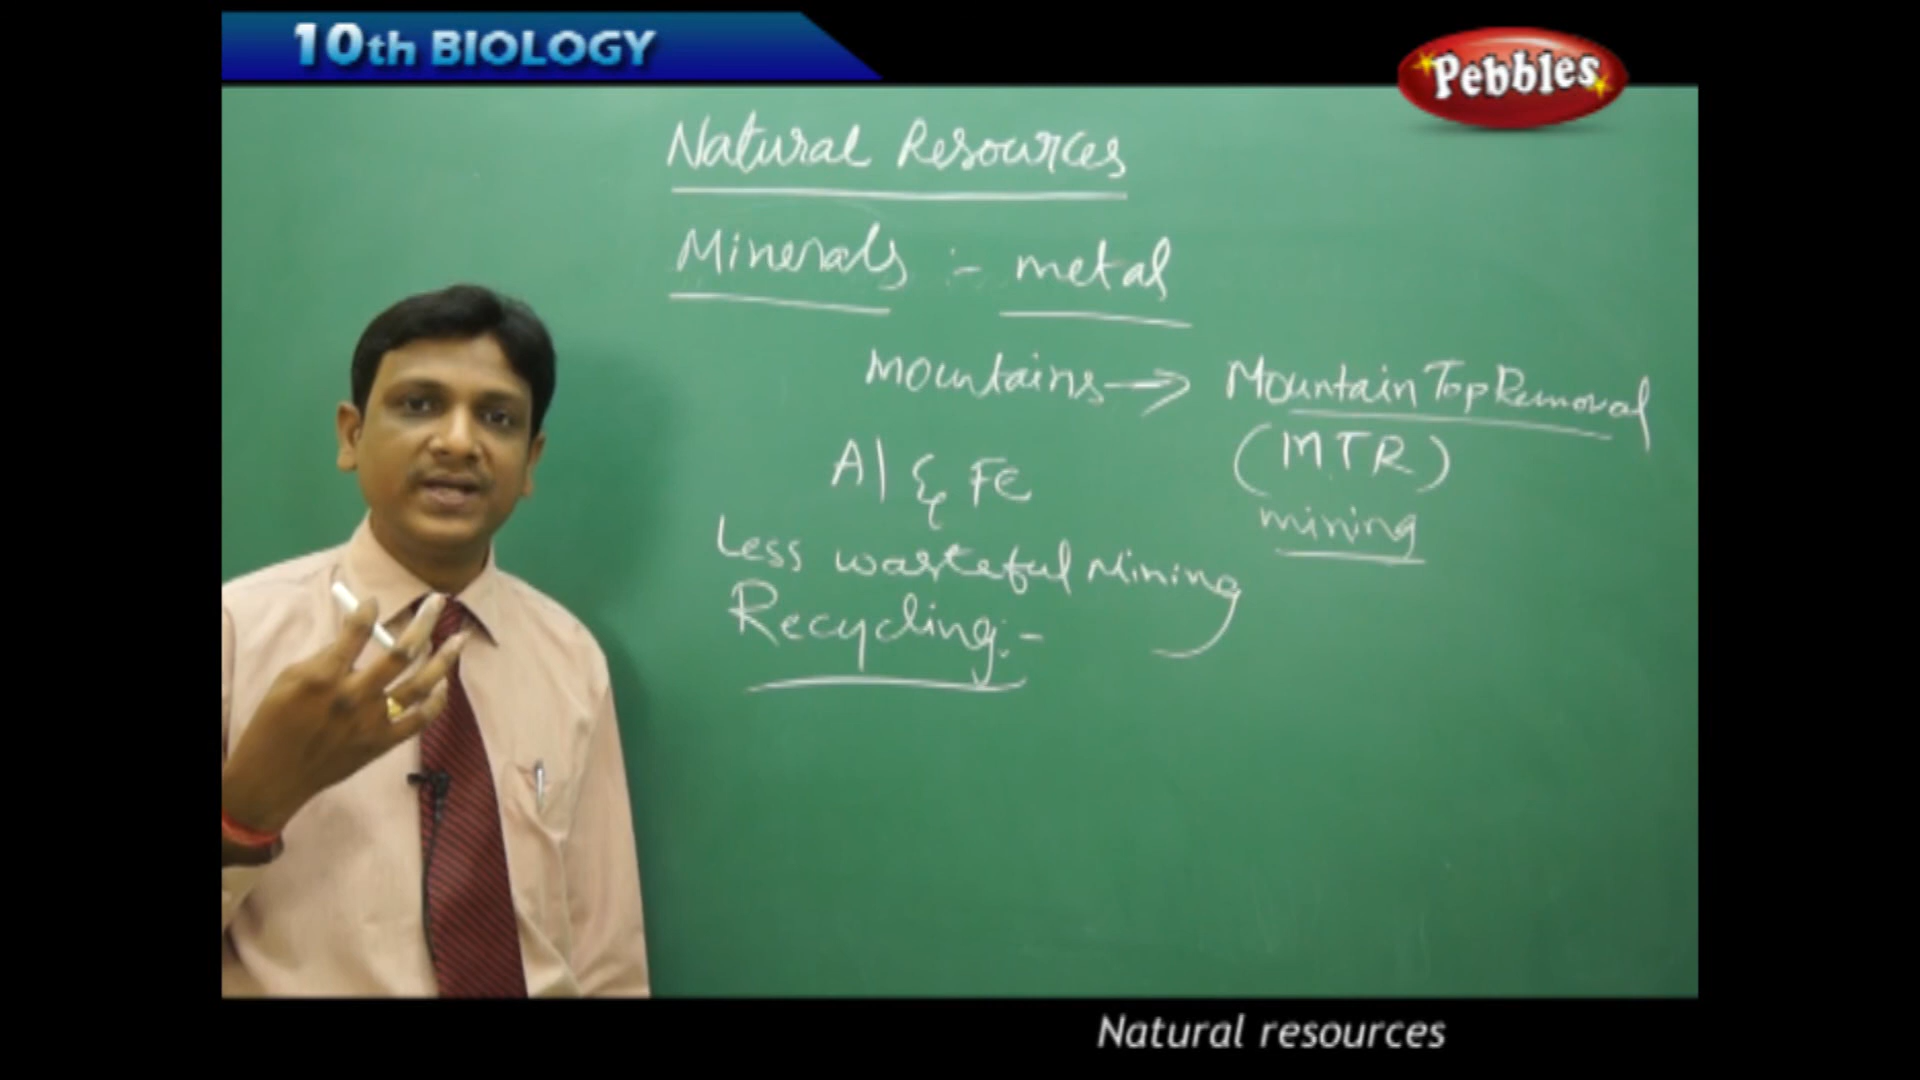 10th BIOLOGY
Pebbles
Natural Resources
Minerals :- metal
Mountains → Mountain Top Removal
(MTR)
mining
Al & Fe
Less wasteful Mining
Recycling:-
Natural resources